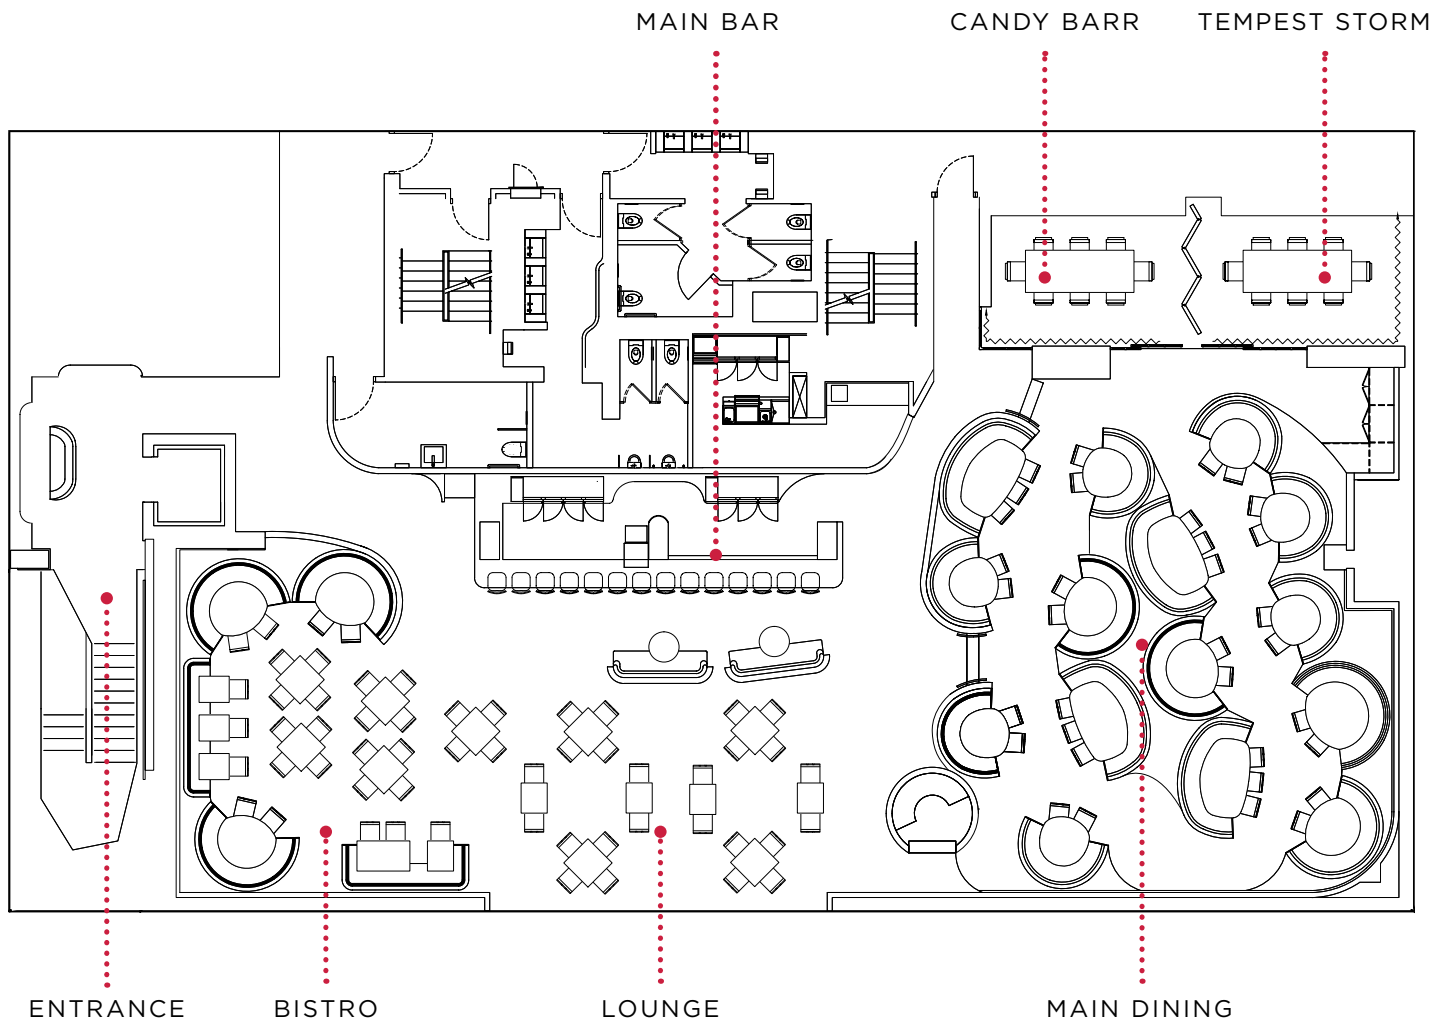 MAIN BAR
CANDY BARR
TEMPEST STORM
ENTRANCE
BISTRO
LOUNGE
MAIN DINING